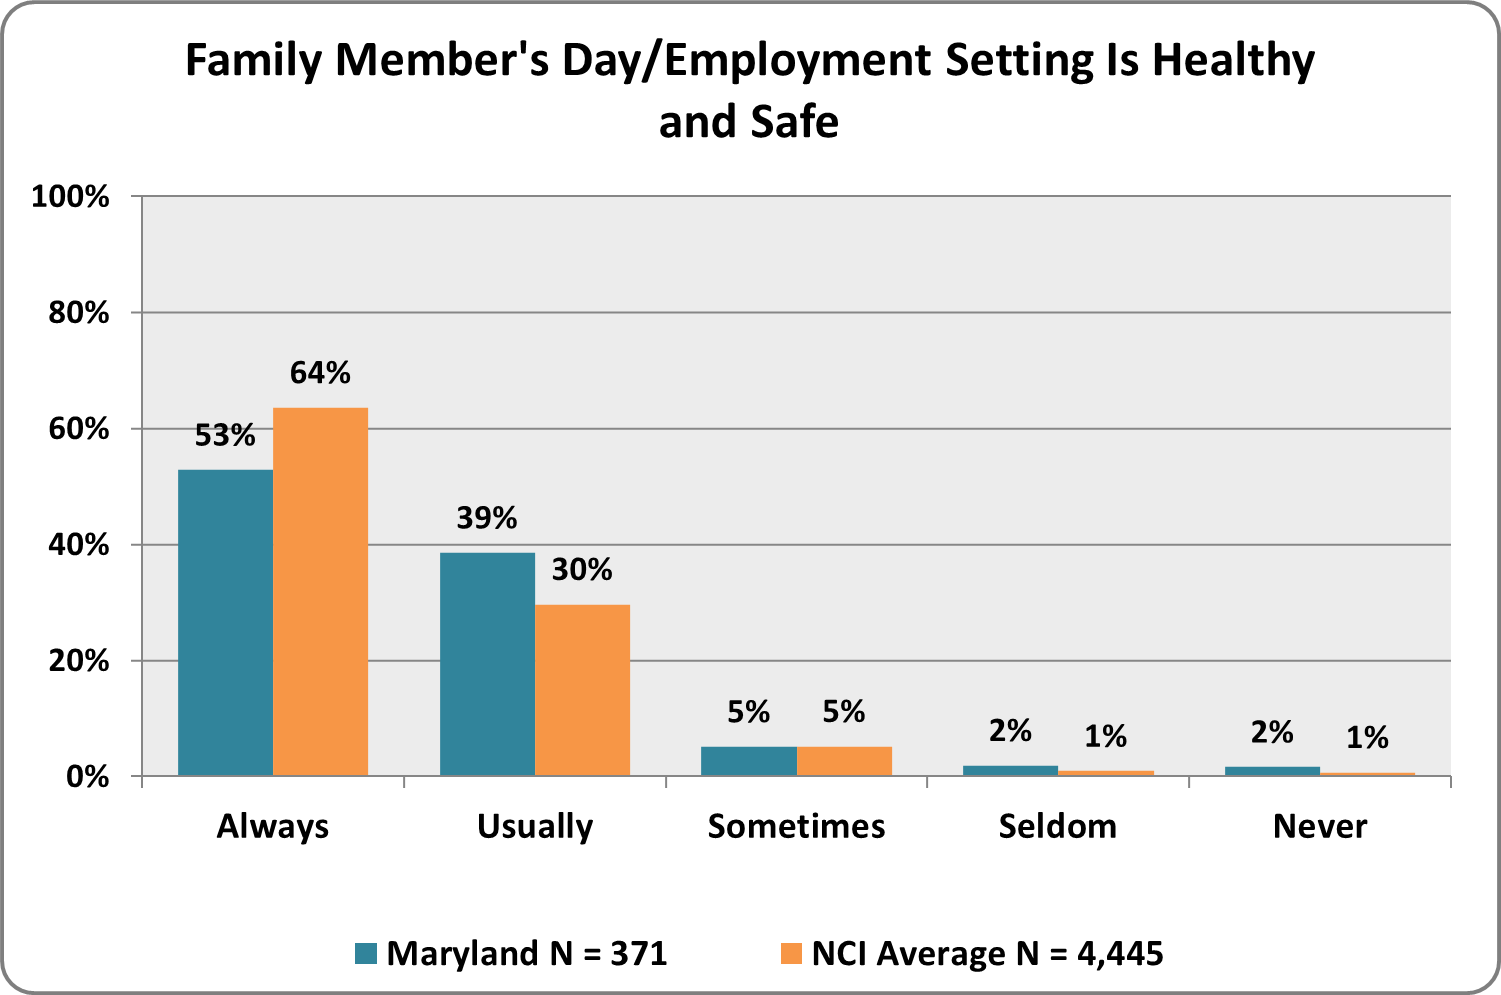 Family Member's Day/Employment Setting Is Healthy
and Safe
100%
80%
60%
40%
20%
0%
53%
64%
39%
30%
5%
5%
2%
1%
2%
1%
Always
Usually
Sometimes
Seldom
Never
Maryland N = 371
NCI Average N = 4,445